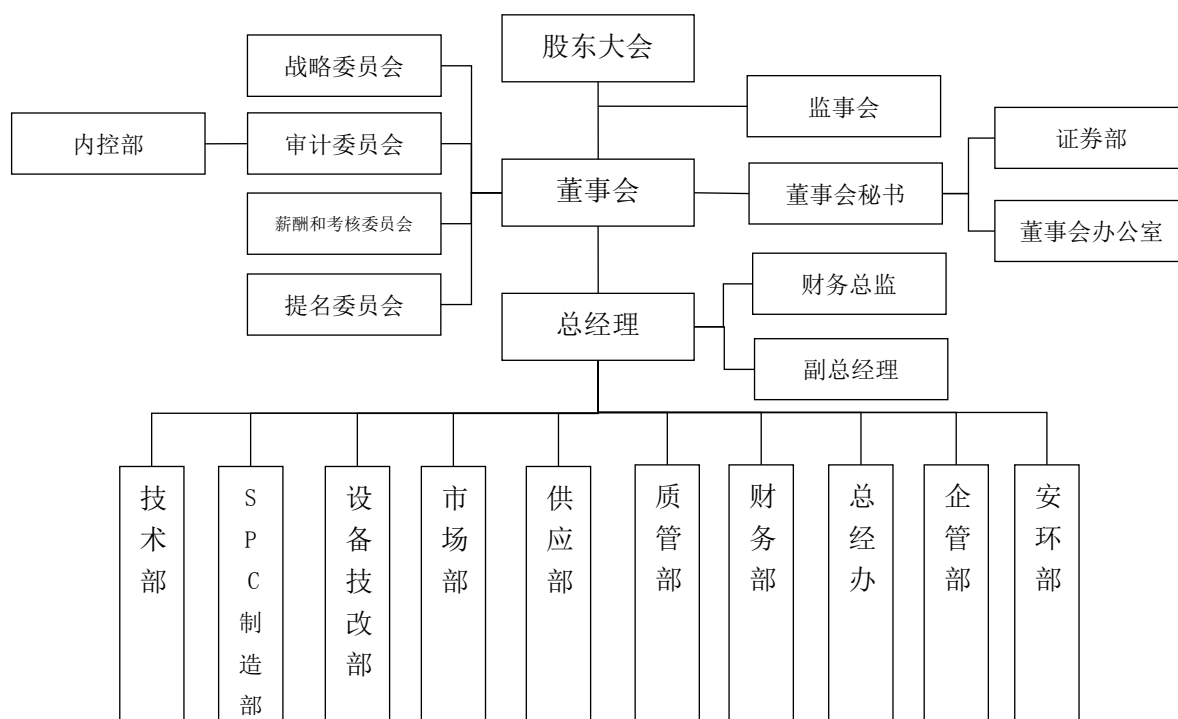 股东大会
战略委员会
监事会
内控部
审计委员会
证券部
董事会
董事会秘书
薪酬和考核委员会
董事会办公室
提名委员会
财务总监
总经理
副总经理
技术部
SPC制造部
设备技改部
市场部
供应部
质管部
财务部
总经办
企管部
安环部